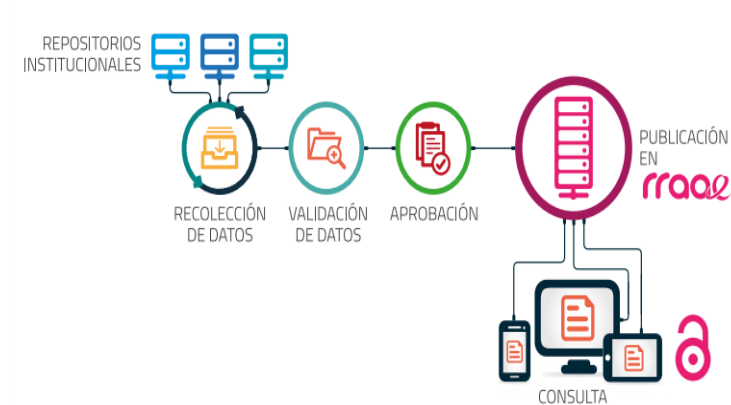 REPOSITORIOS
INSTITUCIONALES
RECOLECCIÓN
DE DATOS
VALIDACIÓN
DE DATOS
APROBACIÓN
PUBLICACIÓN
EN
rraae
CONSULTA